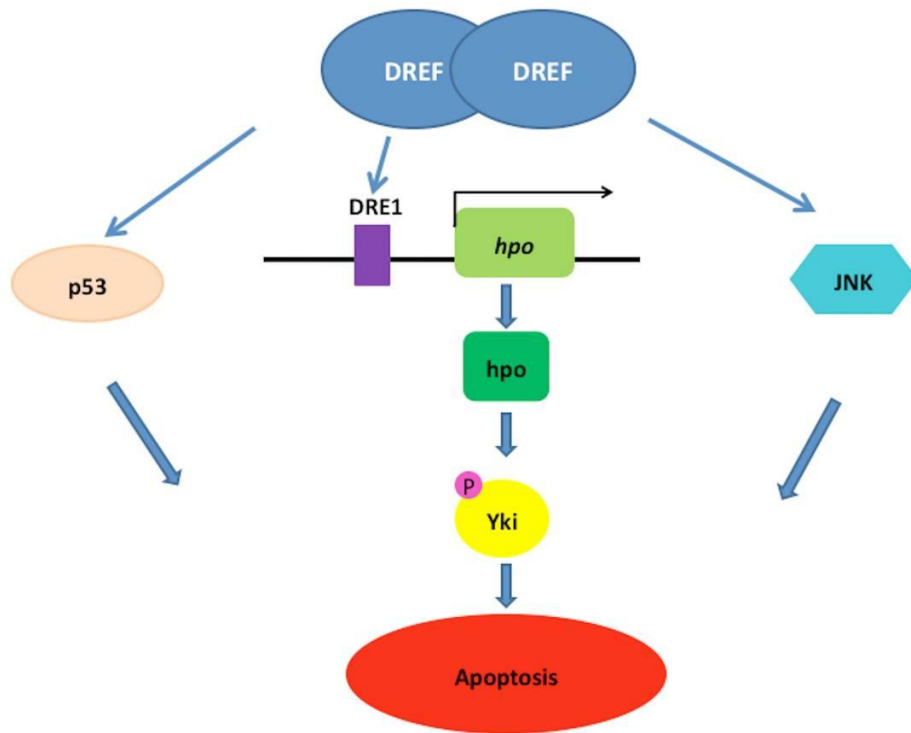 DREF DREF
DRE1
hpo
p53
JNK
hpo
P
Yki
Apoptosis